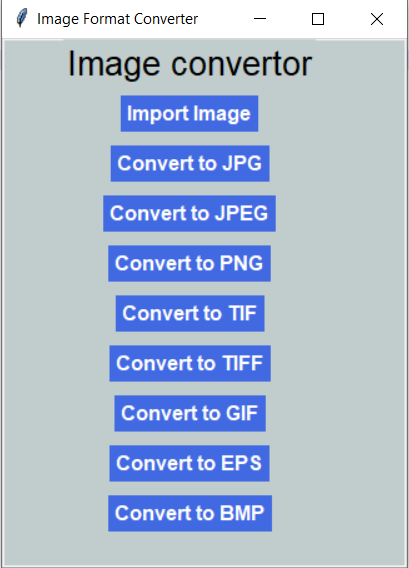 Image Format Converter
Image convertor
Import Image
Convert to JPG
Convert to JPEG
Convert to PNG
Convert to TIF
Convert to TIFF
Convert to GIF
Convert to EPS
Convert to BMP